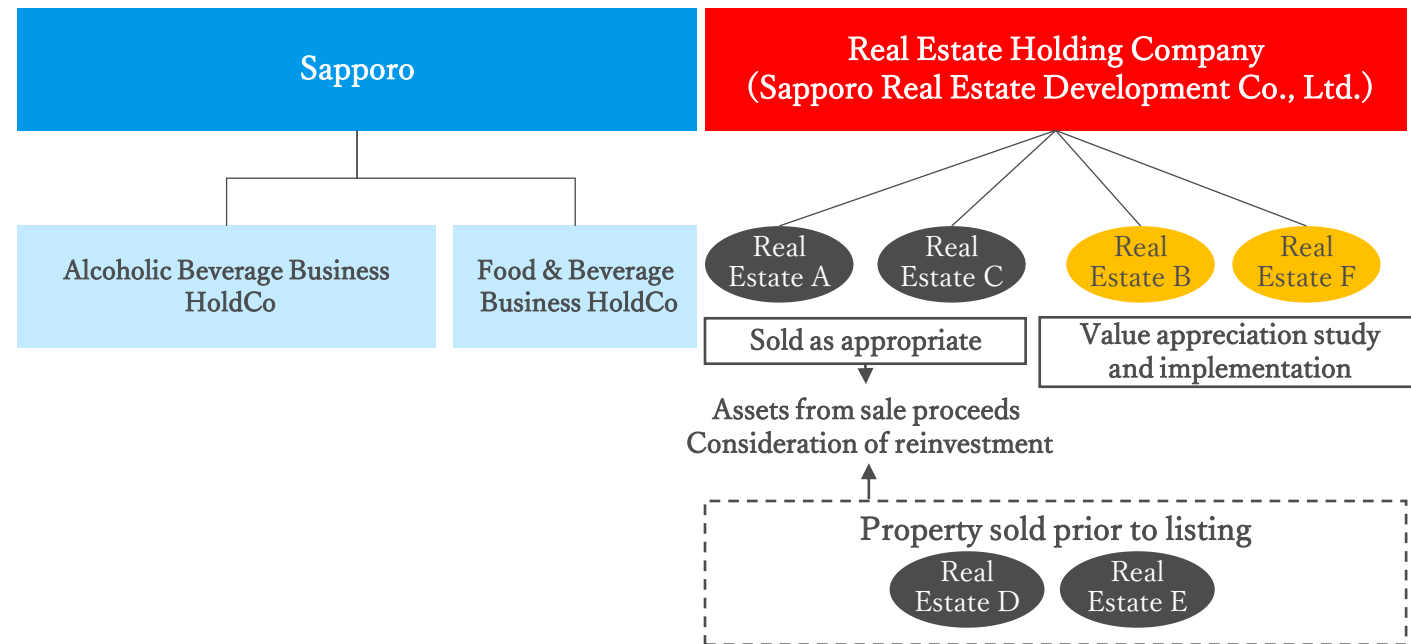 Sapporo
Real Estate Holding Company
(Sapporo Real Estate Development Co., Ltd.)
Alcoholic Beverage Business
HoldCo
Food & Beverage
Business HoldCo
Real
Estate A
Real
Estate C
Real
Estate B
Real
Estate F
Sold as appropriate
Value appreciation study
and implementation
Assets from sale proceeds
Consideration of reinvestment
Property sold prior to listing
Real
Estate D
Real
Estate E